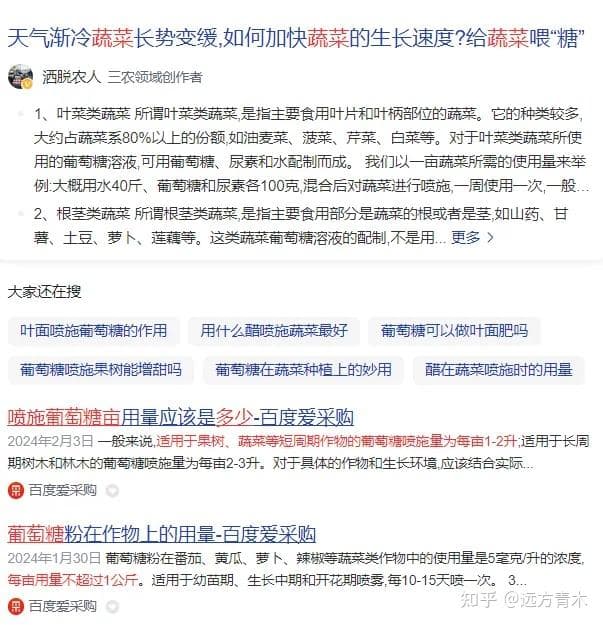 天气渐冷蔬菜长势变缓,如何加快蔬菜的生长速度?给蔬菜喂“糖”
洒脱农人 三农领域创作者
1、叶菜类蔬菜 所谓叶菜类蔬菜,是指主要食用叶片和叶柄部位的蔬菜。它的种类较多,
大约占蔬菜系80%以上的份额,如油麦菜、菠菜、芹菜、白菜等。对于叶菜类蔬菜所使
用的葡萄糖溶液,可用葡萄糖、尿素和水配制而成。 我们以一亩蔬菜所需的使用量来举
例:大概用水40斤、葡萄糖和尿素各100克,混合后对蔬菜进行喷施,一周使用一次,一般...
2、根茎类蔬菜 所谓根茎类蔬菜,是指主要食用部分是蔬菜的根或者是茎,如山药、甘
薯、土豆、萝卜、莲藕等。这类蔬菜葡萄糖溶液的配制,不是用... 更多 >
大家还在搜
叶面喷施葡萄糖的作用 用什么醋喷施蔬菜最好 葡萄糖可以做叶面肥吗
葡萄糖喷施果树能增甜吗 葡萄糖在蔬菜种植上的妙用 醋在蔬菜喷施时的用量
喷施葡萄糖亩用量应该是多少-百度爱采购
2024年2月3日 一般来说,适用于果树、蔬菜等短周期作物的葡萄糖喷施量为每亩1-2升;适用于长周
期树木和林木的葡萄糖喷施量为每亩2-3升。对于具体的作物和生长环境,应该结合实际...
百度爱采购
葡萄糖粉在作物上的用量-百度爱采购
2024年1月30日 葡萄糖粉在番茄、黄瓜、萝卜、辣椒等蔬菜类作物中的使用量是5毫克/升的浓度,
每亩用量不超过1公斤。适用于幼苗期、生长中期和开花期喷雾,每10-15天喷一次。 3...
百度爱采购
知乎 @远方青木